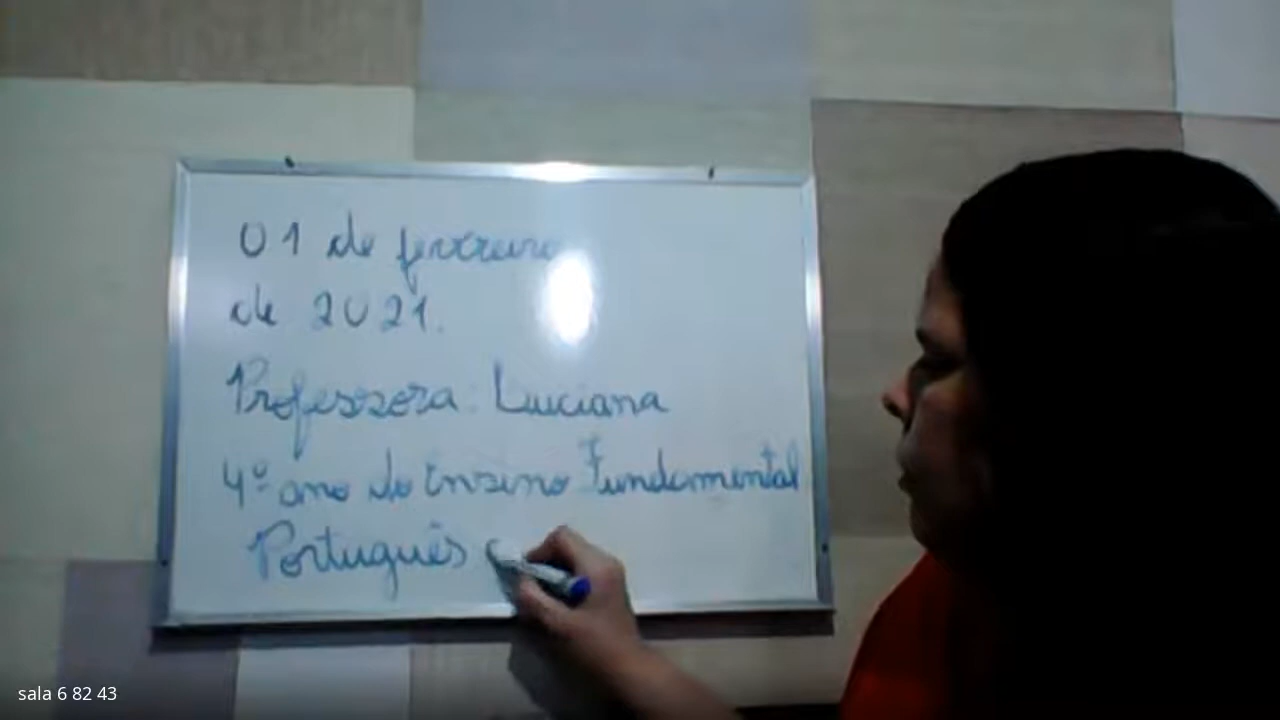 01 de fevereiro
de 2021.
Professora: Luciana
4º ano do Ensino Fundamental
Português
sala 6 82 43